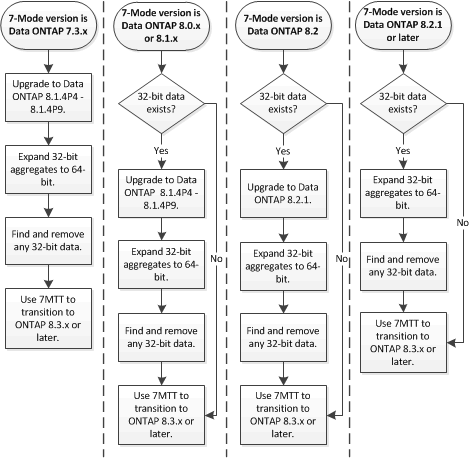 7-Mode version is
Data ONTAP 7.3.x
Upgrade to Data
ONTAP 8.1.4P4 -
8.1.4P9.
Expand 32-bit
aggregates to 64-
bit.
Find and remove
any 32-bit data.
Use 7MTT to
transition to
ONTAP 8.3.x or
later.
7-Mode version is
Data ONTAP 8.0.x
or 8.1.x
32-bit data
exists?
Yes
No
Upgrade to Data
ONTAP  8.1.4P4 -
8.1.4P9.
Expand 32-bit
aggregates to 64-
bit.
Find and remove
any 32-bit data.
Use 7MTT to
transition to
ONTAP 8.3.x or
later.
7-Mode version is
Data ONTAP 8.2
32-bit data
exists?
Yes
No
Upgrade to Data
ONTAP 8.2.1.
Expand 32-bit
aggregates to 64-
bit.
Find and remove
any 32-bit data.
Use 7MTT to
transition to
ONTAP 8.3.x or
later.
7-Mode version is
Data ONTAP 8.2.1
or later
32-bit data
exists?
Yes
No
Expand 32-bit
aggregates to 64-
bit.
Find and remove
any 32-bit data.
Use 7MTT to
transition to
ONTAP 8.3.x or
later.